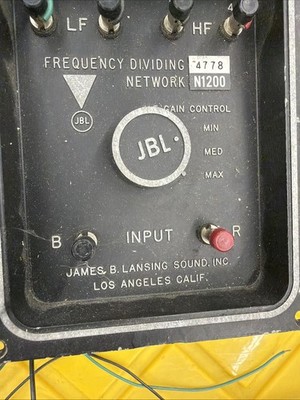 LF HF
FREQUENCY DIVIDING 4778
NETWORK N1200
JBL
GAIN CONTROL
MIN
JBL
MED
MAX
B INPUT R
JAMES B. LANSING SOUND, INC.
LOS ANGELES CALIF.